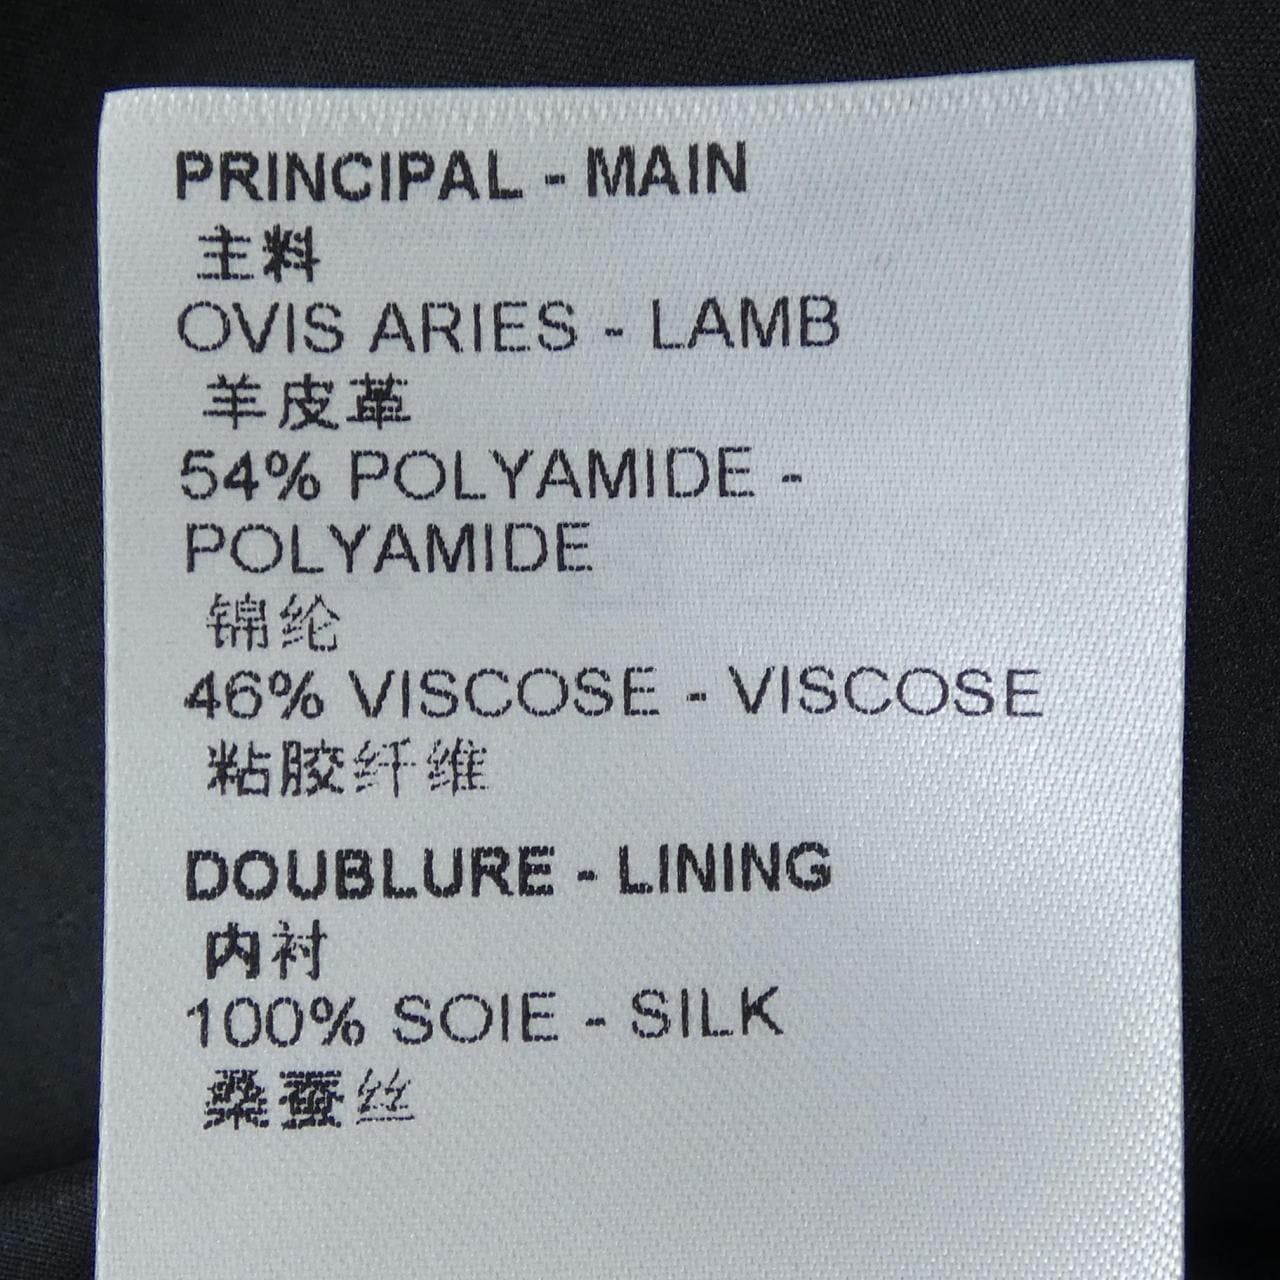 PRINCIPAL - MAIN
主料
OVIS ARIES - LAMB
羊皮革
54% POLYAMIDE -
POLYAMIDE
锦纶
46% VISCOSE - VISCOSE
粘胶纤维
DOUBLURE - LINING
内衬
100% SOIE - SILK
桑蚕丝